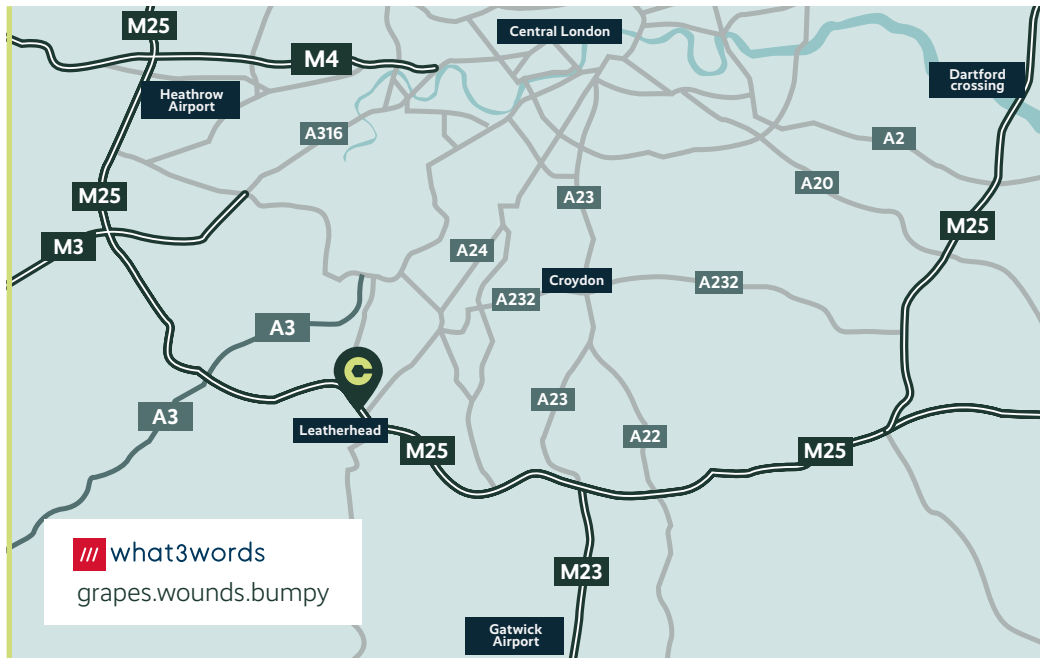 M25
Central London
M4
Heathrow
Airport
Dartford
crossing
A316
A2
A20
M25
A23
M25
M3
A24
Croydon
A232
A232
A3
A3
A23
Leatherhead
A22
M25
M25
what3words
grapes.wounds.bumpy
M23
Gatwick
Airport